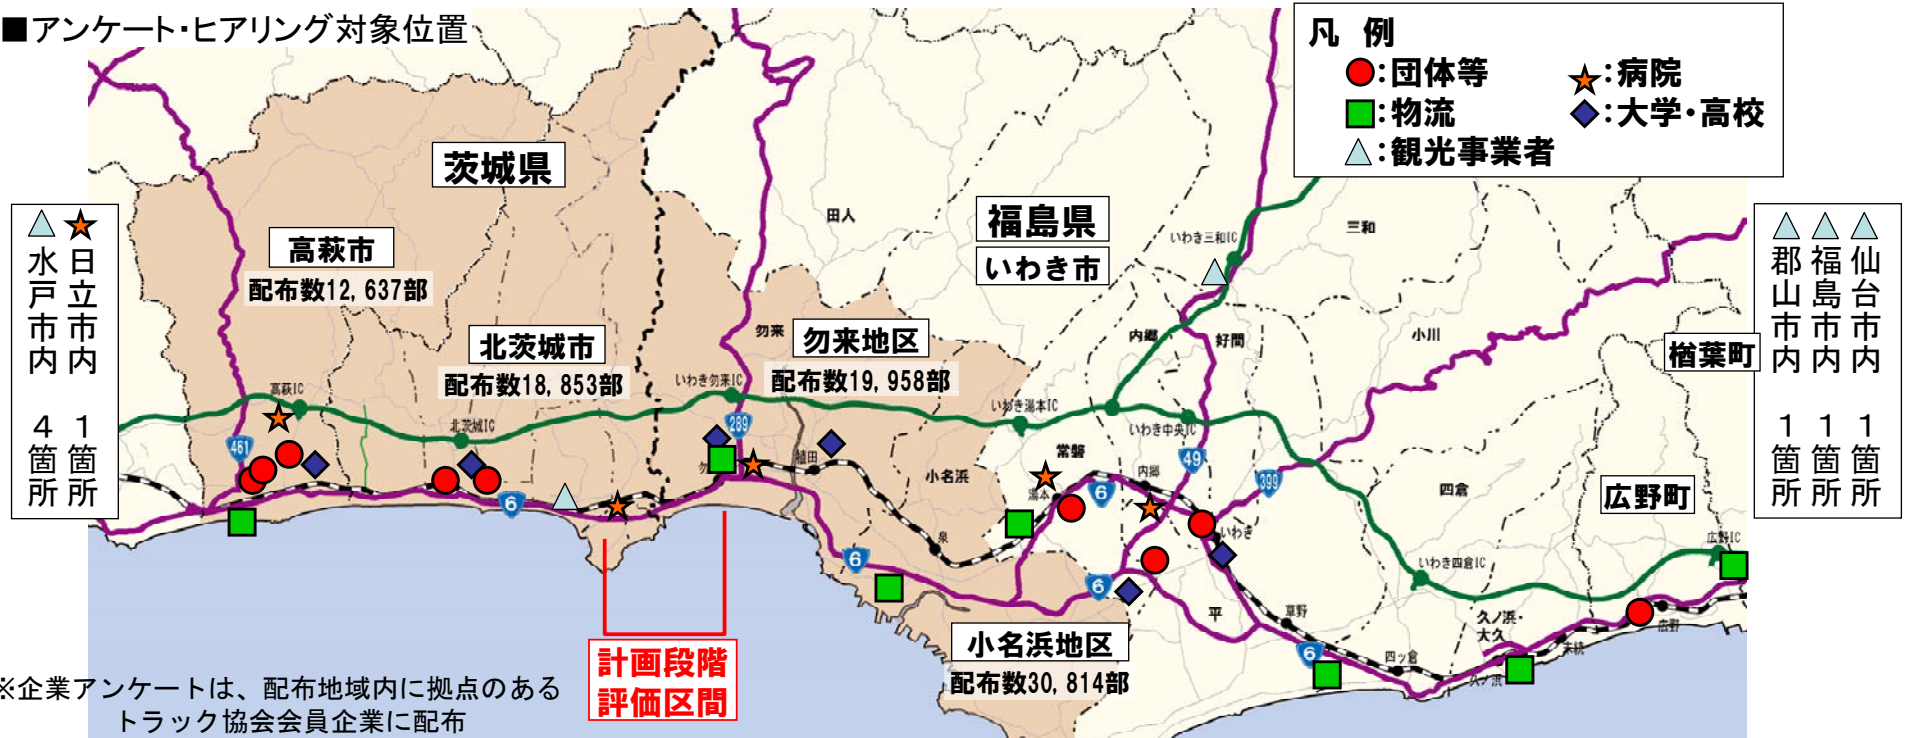 ■アンケート・ヒアリング対象位置
凡 例
：団体等
：病院
：物流
：大学・高校
：観光事業者
茨城県
福島県
いわき市
高萩市
配布数12,637部
北茨城市
配布数18,853部
勿来地区
配布数19,958部
小名浜地区
配布数30,814部
楢葉町
広野町
日立市内 1箇所
水戸市内 4箇所
仙台市内 1箇所
福島市内 1箇所
郡山市内 1箇所
田人
三和
いわき三和IC
勿来
内郷
好間
小川
高萩IC
北茨城IC
いわき勿来IC
いわき湯本IC
いわき中央IC
いわき四倉IC
広野IC
461
289
49
399
6
6
6
6
6
植田
小名浜
泉
常磐
湯本
内郷
いわき
四倉
平
草野
四ッ倉
久ノ浜・
大久
久ノ浜
末続
広野
計画段階
評価区間
※企業アンケートは、配布地域内に拠点のある
トラック協会会員企業に配布